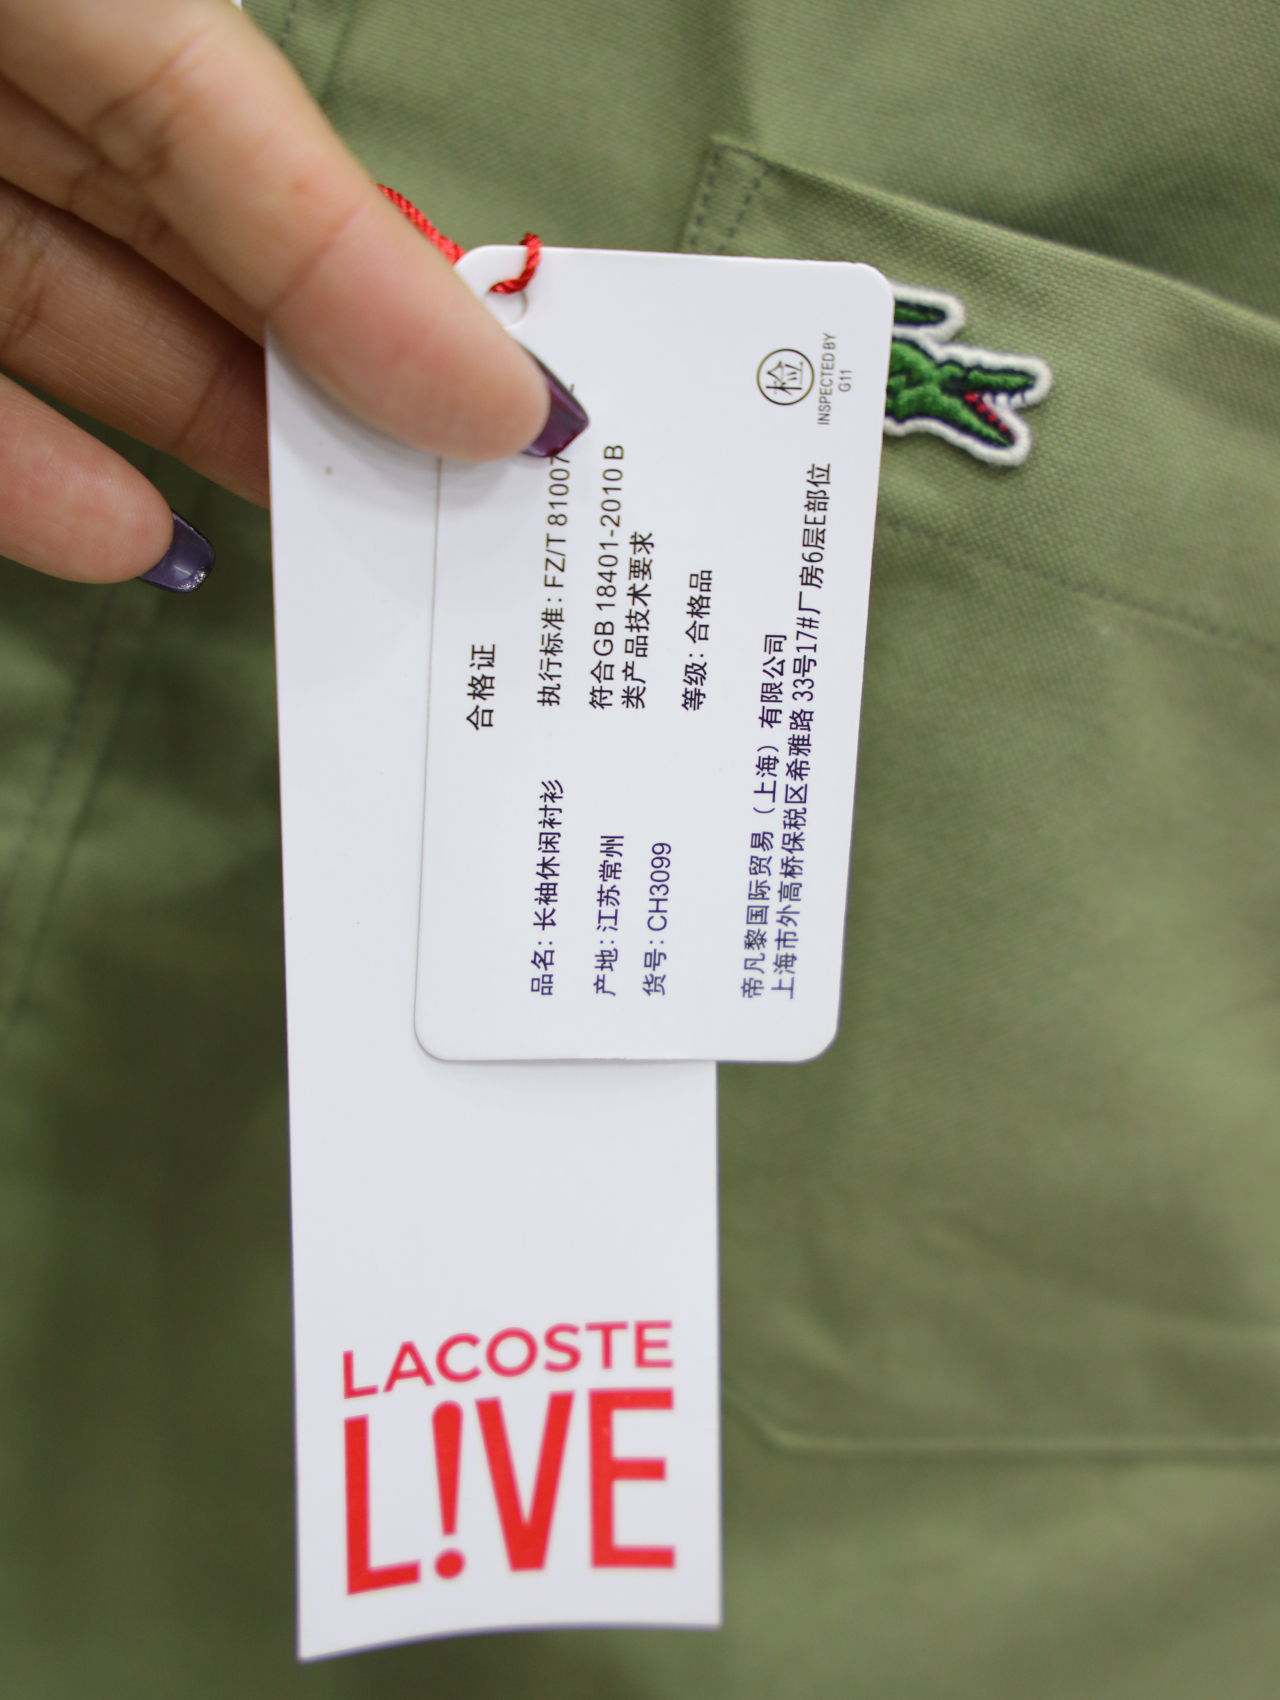 合格证
品名: 长袖休闲衬衫
执行标准: FZ/T 81007
产地: 江苏常州
符合GB 18401-2010 B
类产品技术要求
货号: CH3099
等级: 合格品
帝凡黎国际贸易（上海）有限公司
上海市外高桥保税区希雅路 33号17#厂房6层E部位
检
INSPECTED BY
G11
LACOSTE
L!VE